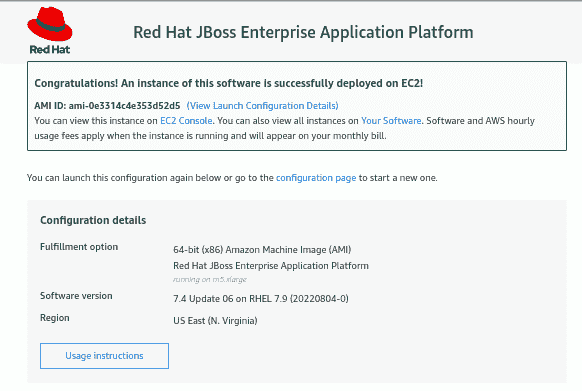 Red Hat JBoss Enterprise Application Platform
Red Hat
Congratulations! An instance of this software is successfully deployed on EC2!
AMI ID: ami-0e3314c4e353d52d5 (View Launch Configuration Details)
You can view this instance on EC2 Console. You can also view all instances on Your Software. Software and AWS hourly
usage fees apply when the instance is running and will appear on your monthly bill.
You can launch this configuration again below or go to the configuration page to start a new one.
Configuration details
Fulfillment option
64-bit (x86) Amazon Machine Image (AMI)
Red Hat JBoss Enterprise Application Platform
running on m5.xlarge
Software version
7.4 Update 06 on RHEL 7.9 (20220804-0)
Region
US East (N. Virginia)
Usage instructions